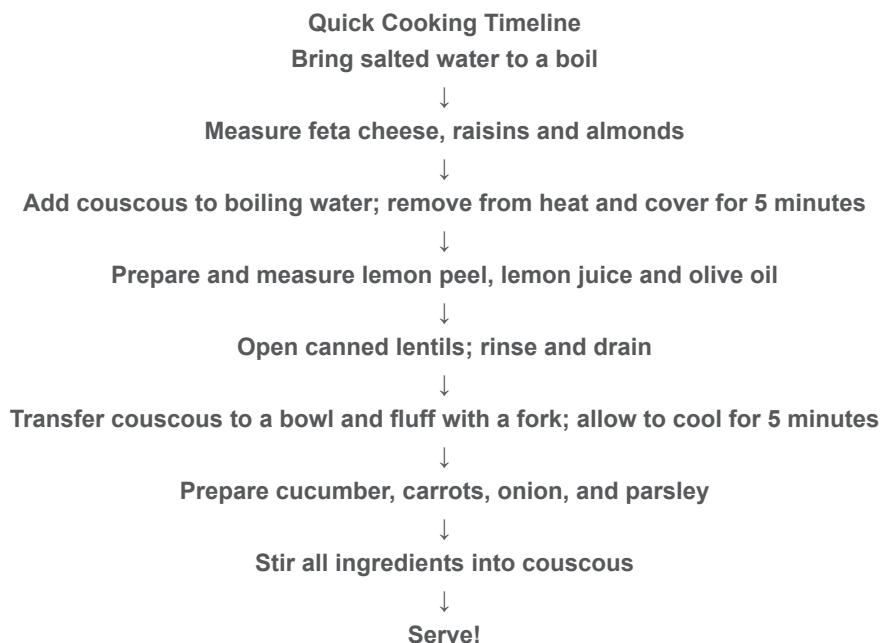 Quick Cooking Timeline
Bring salted water to a boil
↓
Measure feta cheese, raisins and almonds
↓
Add couscous to boiling water; remove from heat and cover for 5 minutes
↓
Prepare and measure lemon peel, lemon juice and olive oil
↓
Open canned lentils; rinse and drain
↓
Transfer couscous to a bowl and fluff with a fork; allow to cool for 5 minutes
↓
Prepare cucumber, carrots, onion, and parsley
↓
Stir all ingredients into couscous
↓
Serve!